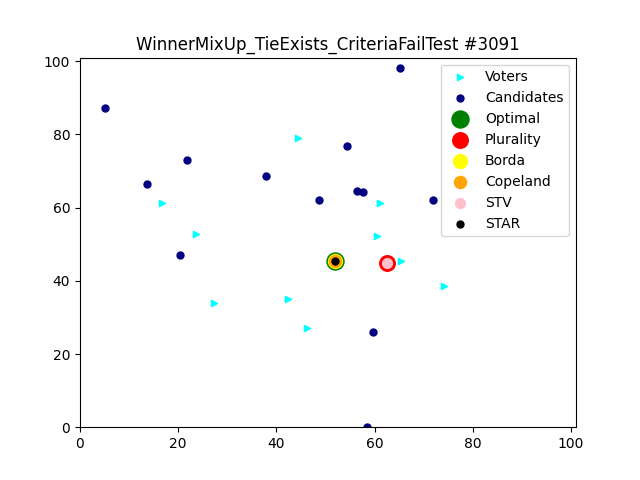 WinnerMixUp_TieExists_CriteriaFailTest #3091
100
80
60
40
20
0
0
20
40
60
80
100
Voters
Candidates
Optimal
Plurality
Borda
Copeland
STV
STAR